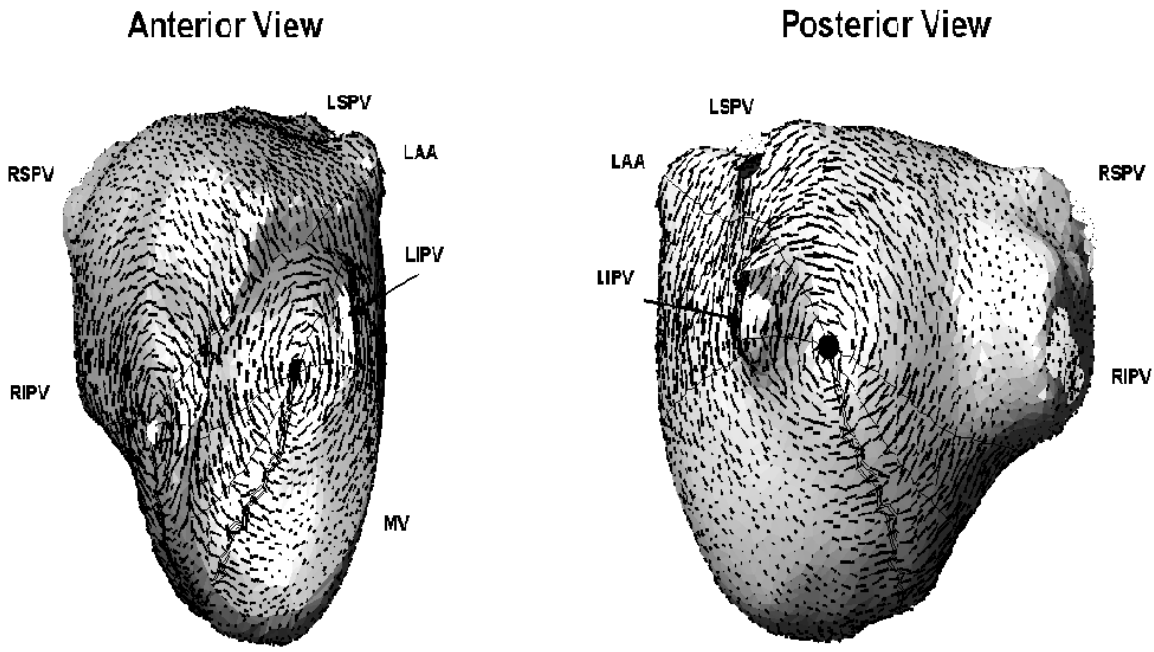 Anterior View
LSPV
LAA
RSPV
LIPV
RIPV
MV
Posterior View
LSPV
LAA
RSPV
LIPV
RIPV